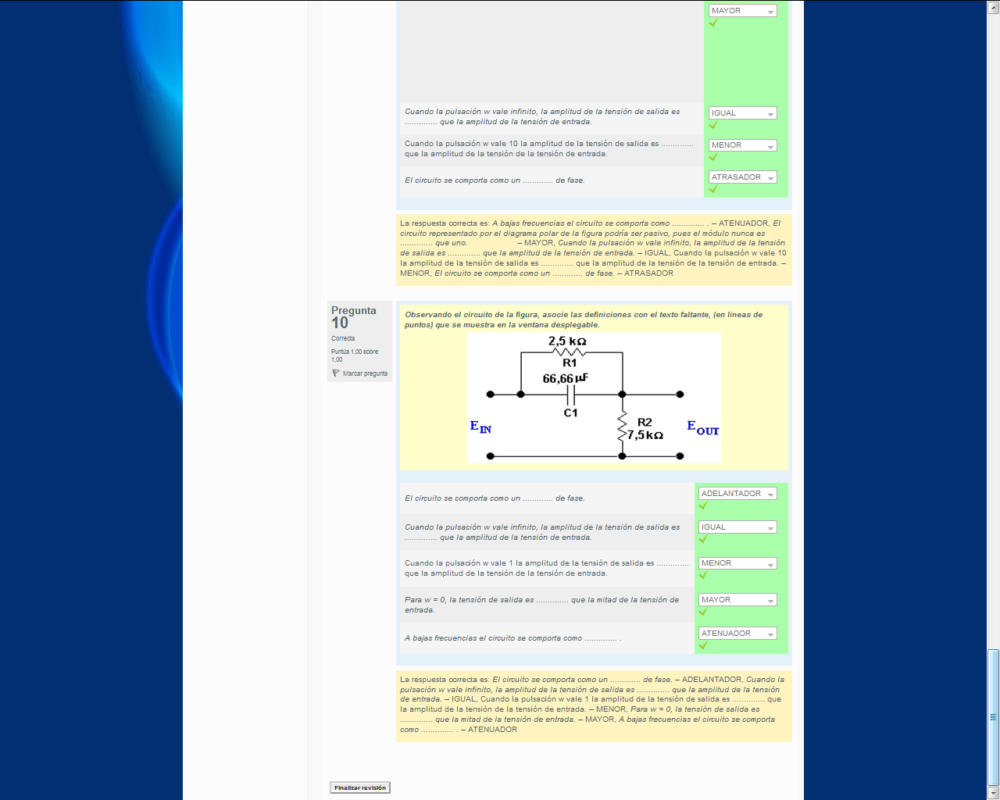 MAYOR
Cuando la pulsación w vale infinito, la amplitud de la tensión de salida es
.............. que la amplitud de la tensión de entrada.
IGUAL
Cuando la pulsación w vale 10 la amplitud de la tensión de salida es ..............
que la amplitud de la tensión de la tensión de entrada.
MENOR
El circuito se comporta como un ............. de fase.
ATRASADOR
La respuesta correcta es: A bajas frecuencias el circuito se comporta como .............. . – ATENUADOR, El
circuito representado por el diagrama polar de la figura podría ser pasivo, pues el módulo nunca es
.............. que uno. – MAYOR, Cuando la pulsación w vale infinito, la amplitud de la tensión
de salida es .............. que la amplitud de la tensión de entrada. – IGUAL, Cuando la pulsación w vale 10
la amplitud de la tensión de salida es .............. que la amplitud de la tensión de la tensión de entrada. –
MENOR, El circuito se comporta como un ............. de fase. – ATRASADOR
Pregunta
10
Correcta
Puntúa 1,00 sobre
1,00
Marcar pregunta
Observando el circuito de la figura, asocie las definiciones con el texto faltante, (en lineas de
puntos) que se muestra en la ventana desplegable.
2,5 kΩ
R1
66,66 µF
C1
E IN
R2
7,5 kΩ
E OUT
El circuito se comporta como un ............. de fase.
ADELANTADOR
Cuando la pulsación w vale infinito, la amplitud de la tensión de salida es
.............. que la amplitud de la tensión de entrada.
IGUAL
Cuando la pulsación w vale 1 la amplitud de la tensión de salida es ..............
que la amplitud de la tensión de la tensión de entrada.
MENOR
Para w = 0, la tensión de salida es .............. que la mitad de la tensión de
entrada.
MAYOR
A bajas frecuencias el circuito se comporta como .............. .
ATENUADOR
La respuesta correcta es: El circuito se comporta como un ............. de fase. – ADELANTADOR, Cuando la
pulsación w vale infinito, la amplitud de la tensión de salida es .............. que la amplitud de la tensión
de entrada. – IGUAL, Cuando la pulsación w vale 1 la amplitud de la tensión de salida es .............. que
la amplitud de la tensión de la tensión de entrada. – MENOR, Para w = 0, la tensión de salida es
.............. que la mitad de la tensión de entrada. – MAYOR, A bajas frecuencias el circuito se comporta
como .............. . – ATENUADOR
Finalizar revisión